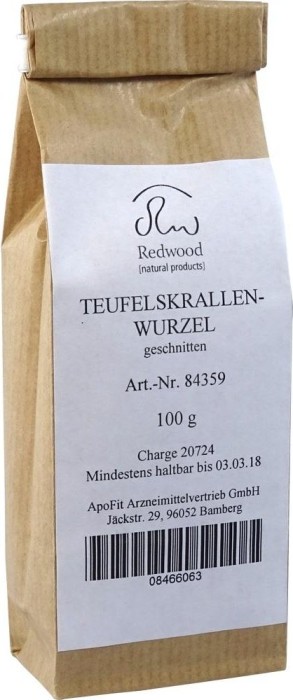 Redwood
[natural products]
TEUFELSKRALLEN-
WURZEL
geschnitten
Art.-Nr. 84359
100 g
Charge 20724
Mindestens haltbar bis 03.03.18
ApoFit Arzneimittelvertrieb GmbH
Jäckstr. 29, 96052 Bamberg
08466063